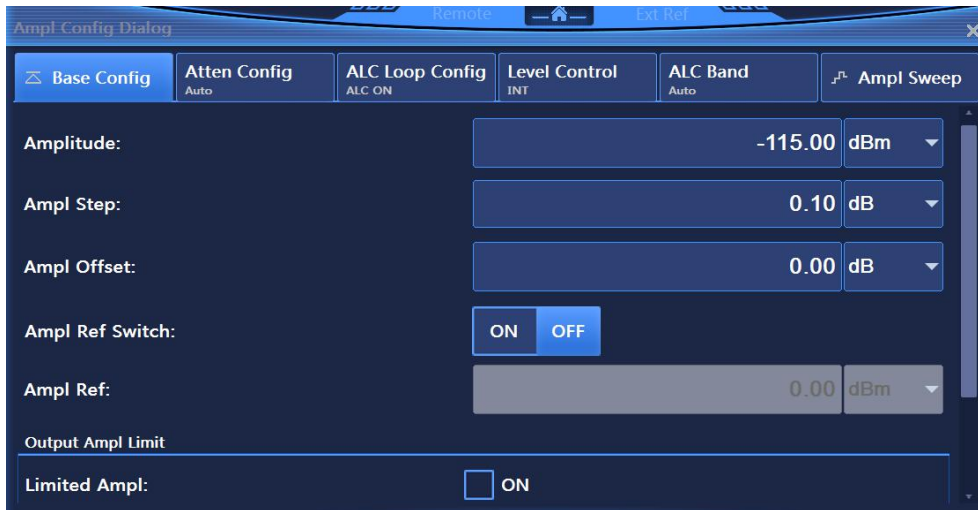 Remote Ext Ref
Ampl Config Dialog
Base Config
Atten Config
Auto
ALC Loop Config
ALC ON
Level Control
INT
ALC Band
Auto
Ampl Sweep
Amplitude: -115.00 dBm
Ampl Step: 0.10 dB
Ampl Offset: 0.00 dB
Ampl Ref Switch: ON OFF
Ampl Ref: 0.00 dBm
Output Ampl Limit
Limited Ampl: ON